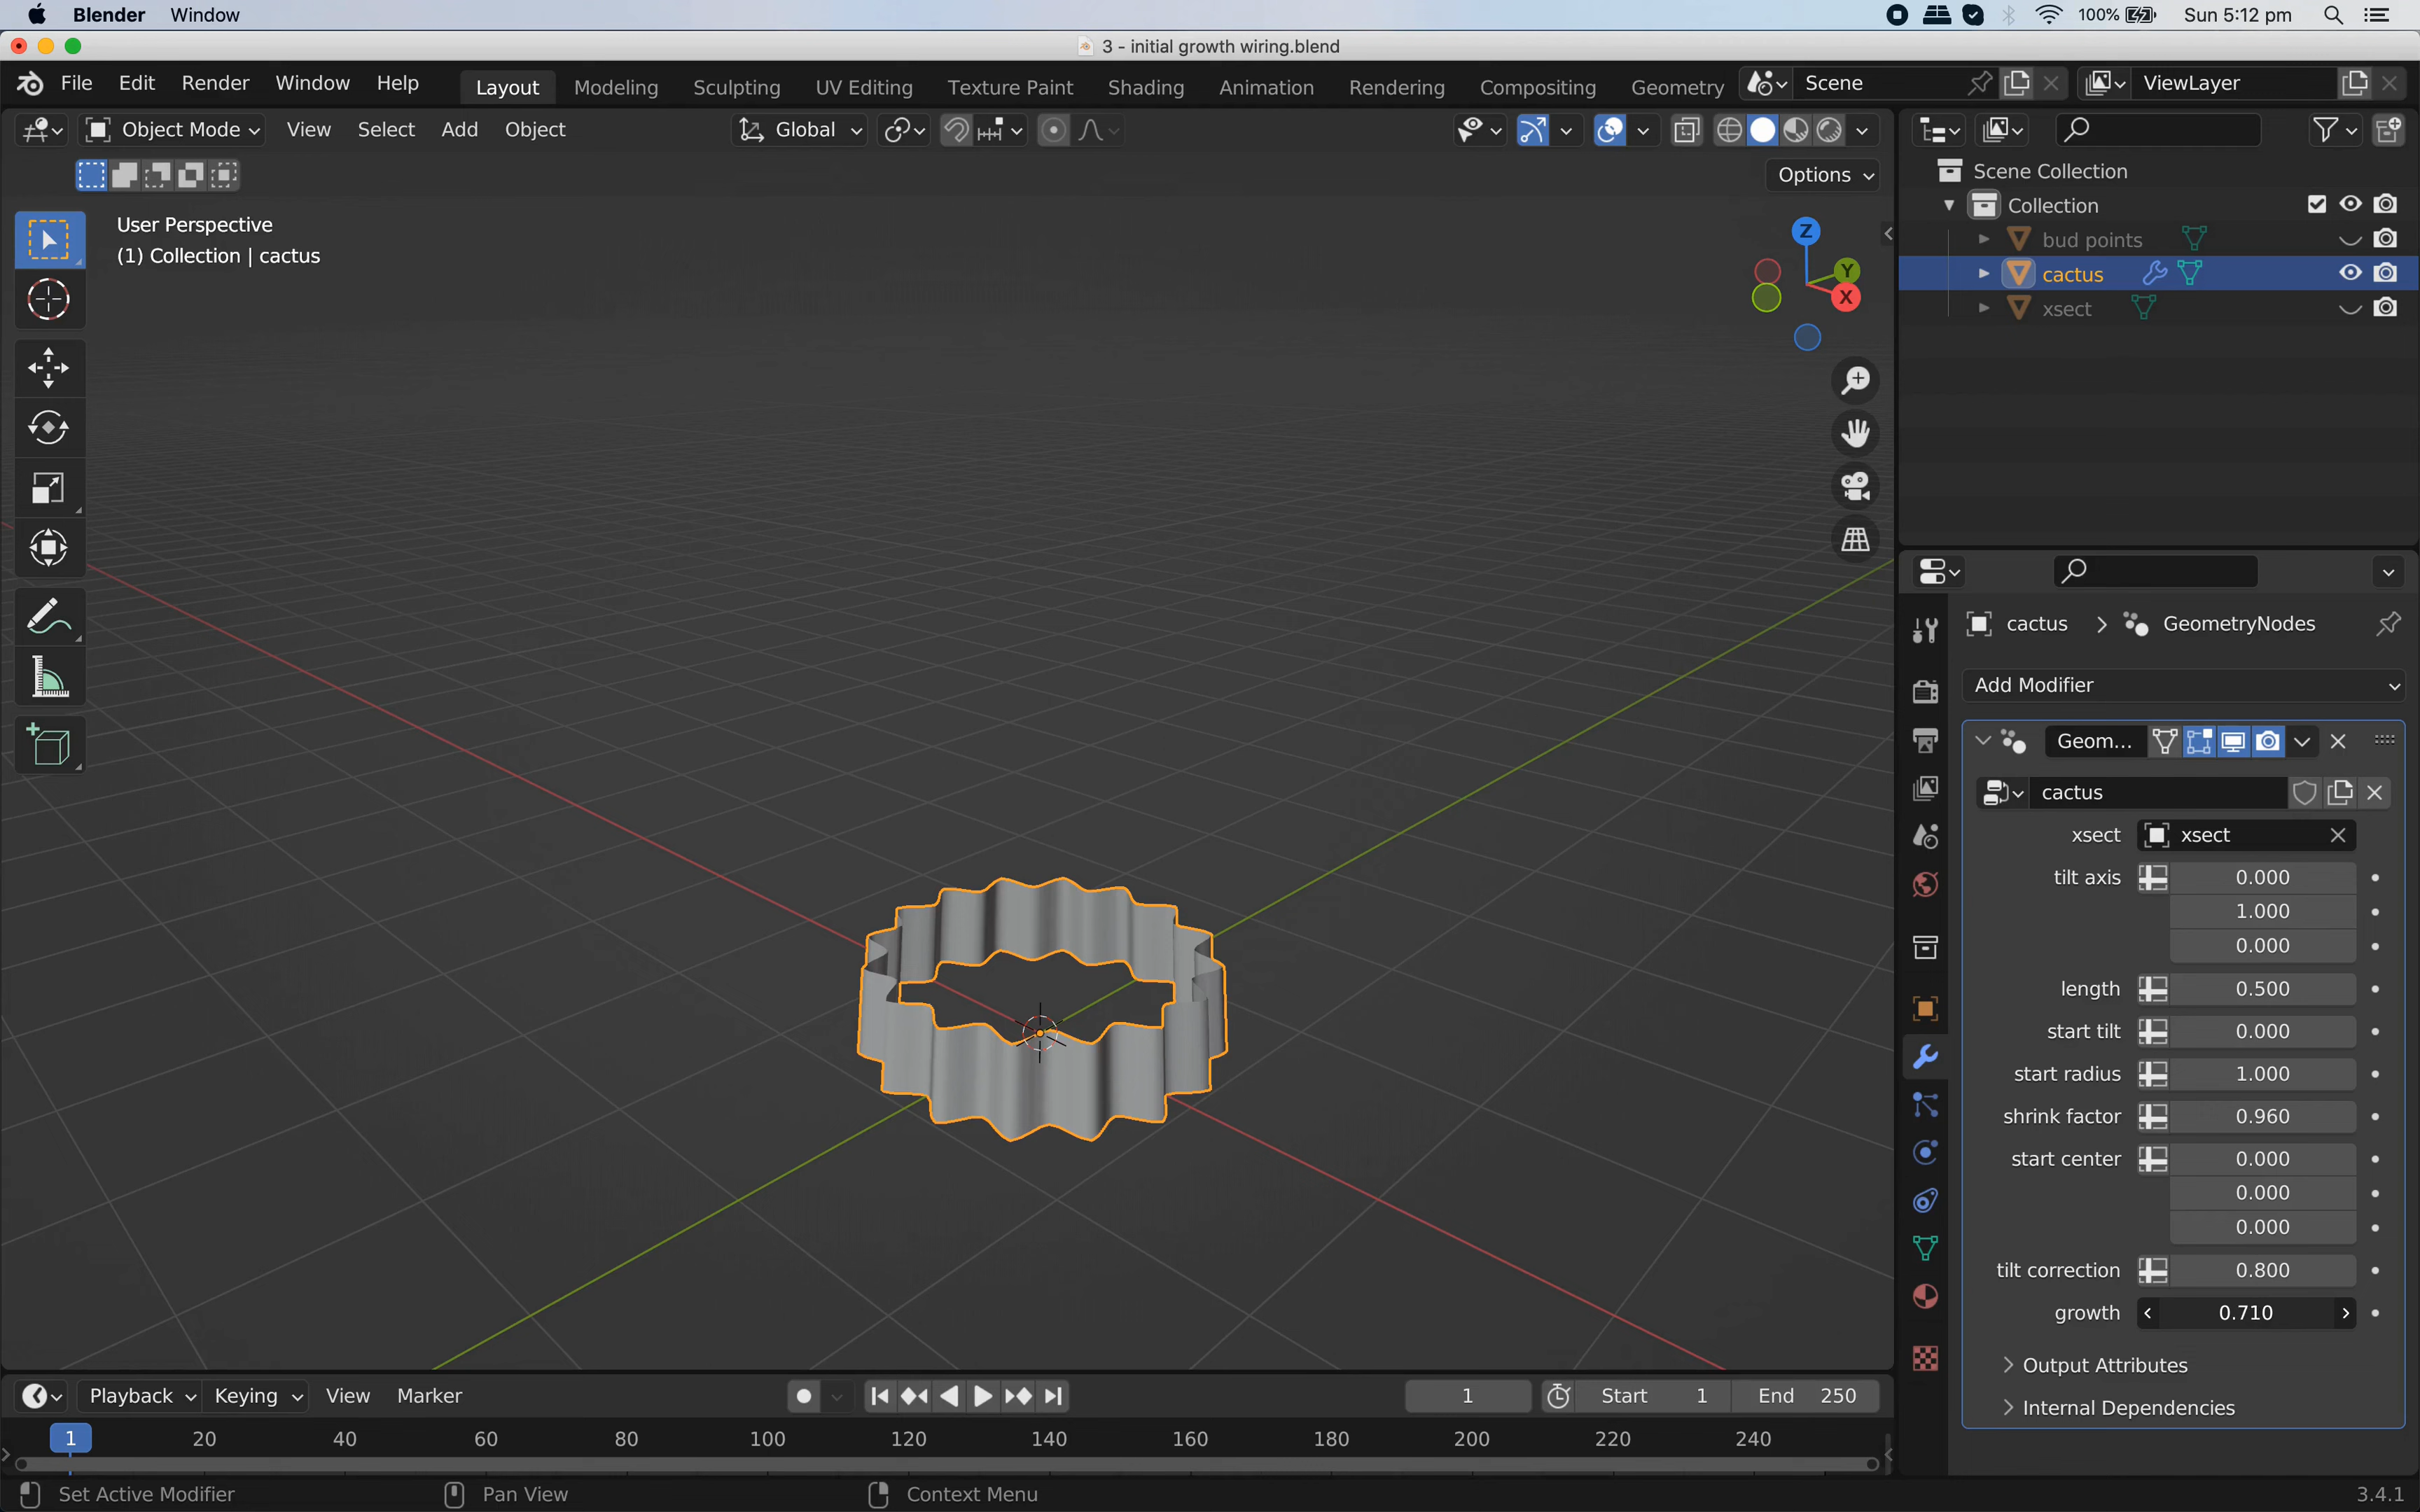 Blender Window 100% Sun 5:12 pm
3 - initial growth wiring.blend
File Edit Render Window Help Layout Modeling Sculpting UV Editing Texture Paint Shading Animation Rendering Compositing Geometry Scene ViewLayer
Object Mode View Select Add Object Global
Options
User Perspective
(1) Collection | cactus
Z
Y
X
Scene Collection
Collection
bud points
cactus
xsect
cactus > GeometryNodes
Add Modifier
Geom...
cactus
xsect xsect
tilt axis 0.000
1.000
0.000
length 0.500
start tilt 0.000
start radius 1.000
shrink factor 0.960
start center 0.000
0.000
0.000
tilt correction 0.800
growth 0.710
Output Attributes
Internal Dependencies
Playback Keying View Marker 1 Start 1 End 250
1 20 40 60 80 100 120 140 160 180 200 220 240
Set Active Modifier Pan View Context Menu 3.4.1